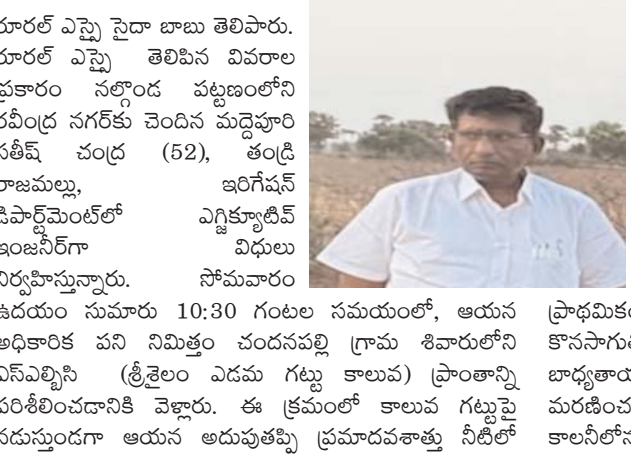 రూరల్ ఎస్సై సైదా బాబు తెలిపారు.
రూరల్ ఎస్సై తెలిపిన వివరాల
ప్రకారం నల్గొండ పట్టణంలోని
రవీంద్ర నగర్‌కు చెందిన మద్దెపూరి
సతీష్ చంద్ర (52), తండ్రి
రాజమల్లు, ఇరిగేషన్
డిపార్ట్‌మెంట్‌లో ఎగ్జిక్యూటివ్
ఇంజనీర్‌గా విధులు
నిర్వహిస్తున్నారు. సోమవారం
ఉదయం సుమారు 10:30 గంటల సమయంలో, ఆయన
అధికారిక పని నిమిత్తం చందనపల్లి గ్రామ శివారులోని
ఎస్ఎల్బిసి (శ్రీశైలం ఎడమ గట్టు కాలువ) ప్రాంతాన్ని
పరిశీలించడానికి వెళ్లారు. ఈ క్రమంలో కాలువ గట్టుపై
నడుస్తుండగా ఆయన అదుపుతప్పి ప్రమాదవశాత్తు నీటిలో
ప్రాథమికం
కొనసాగుత
బాధ్యతాయ
మరణించ
కాలనీలోన